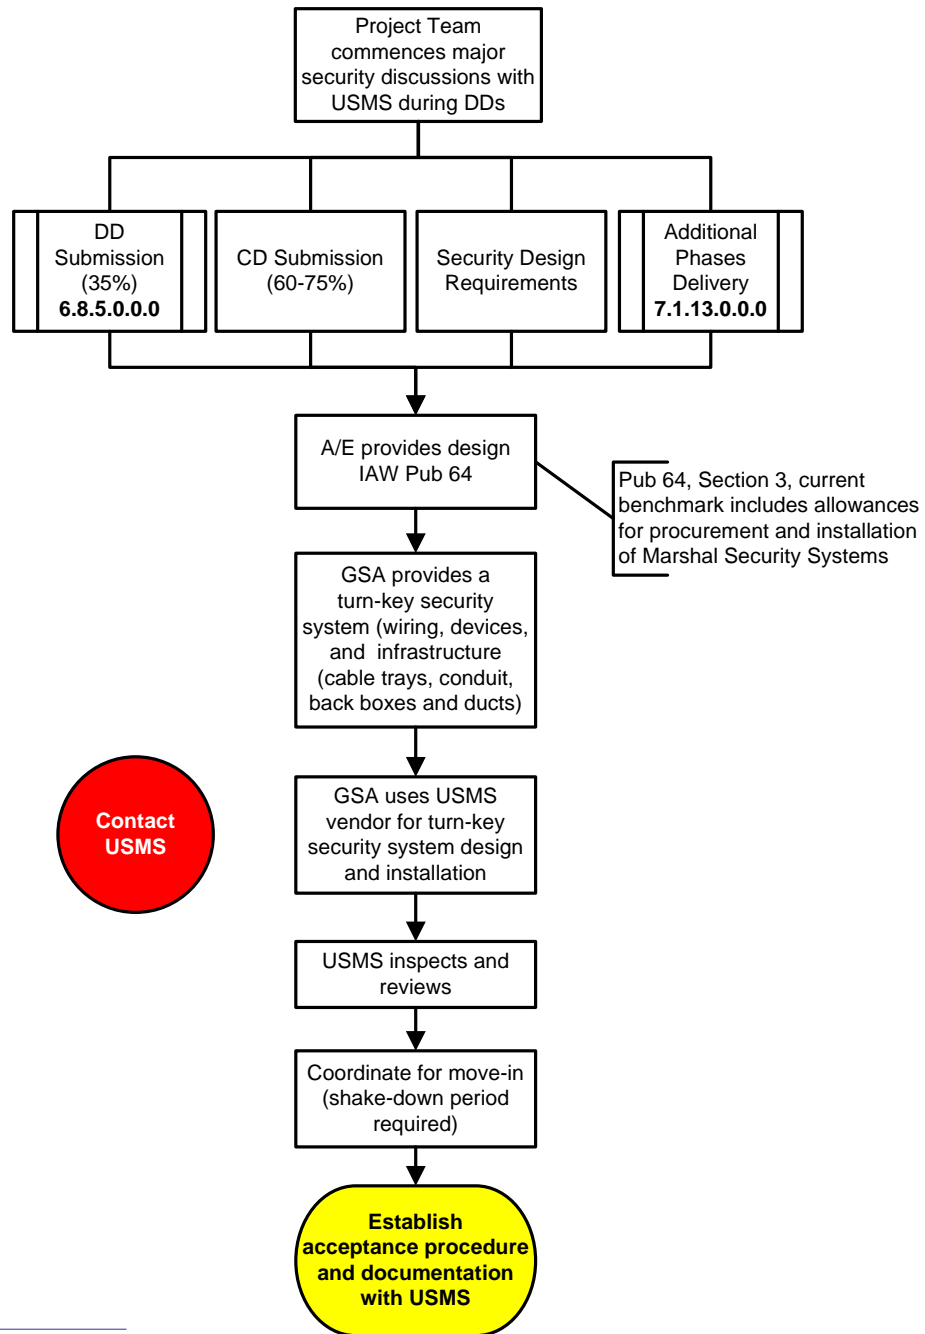 Project Team
commences major
security discussions with
USMS during DDs
DD
Submission
(35%)
6.8.5.0.0.0
CD Submission
(60-75%)
Security Design
Requirements
Additional
Phases
Delivery
7.1.13.0.0.0
A/E provides design
IAW Pub 64
Pub 64, Section 3, current
benchmark includes allowances
for procurement and installation
of Marshal Security Systems
GSA provides a
turn-key security
system (wiring, devices,
and infrastructure
(cable trays, conduit,
back boxes and ducts)
Contact
USMS
GSA uses USMS
vendor for turn-key
security system design
and installation
USMS inspects and
reviews
Coordinate for move-in
(shake-down period
required)
Establish
acceptance procedure
and documentation
with USMS